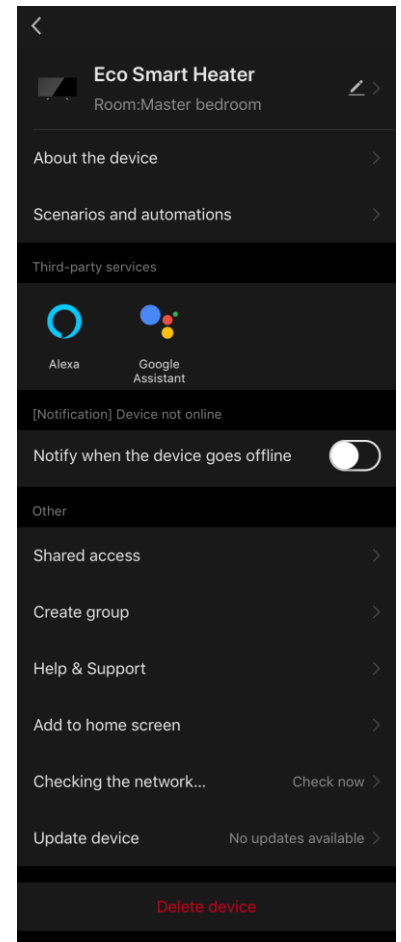 Eco Smart Heater
Room:Master bedroom
About the device
Scenarios and automations
Third-party services
Alexa
Google
Assistant
[Notification] Device not online
Notify when the device goes offline
Other
Shared access
Create group
Help & Support
Add to home screen
Checking the network... Check now
Update device No updates available
Delete device